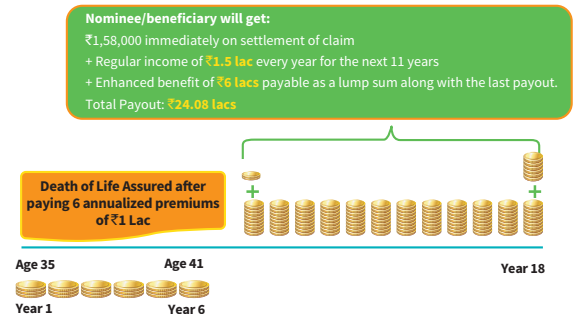 Nominee/beneficiary will get:
₹1,58,000 immediately on settlement of claim
+ Regular income of ₹1.5 lac every year for the next 11 years
+ Enhanced benefit of ₹6 lacs payable as a lump sum along with the last payout.
Total Payout: ₹24.08 lacs
+
+
Death of Life Assured after
paying 6 annualized premiums
of ₹1 Lac
Age 35
Age 41
Year 18
Year 1
Year 6